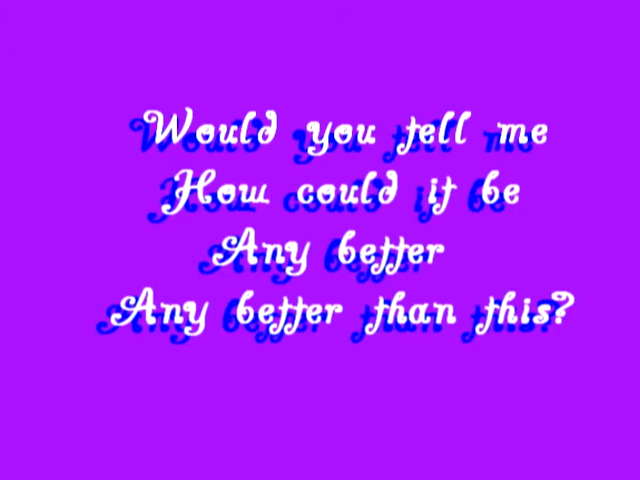 Would you tell me
How could it be
Any better
Any better than this?